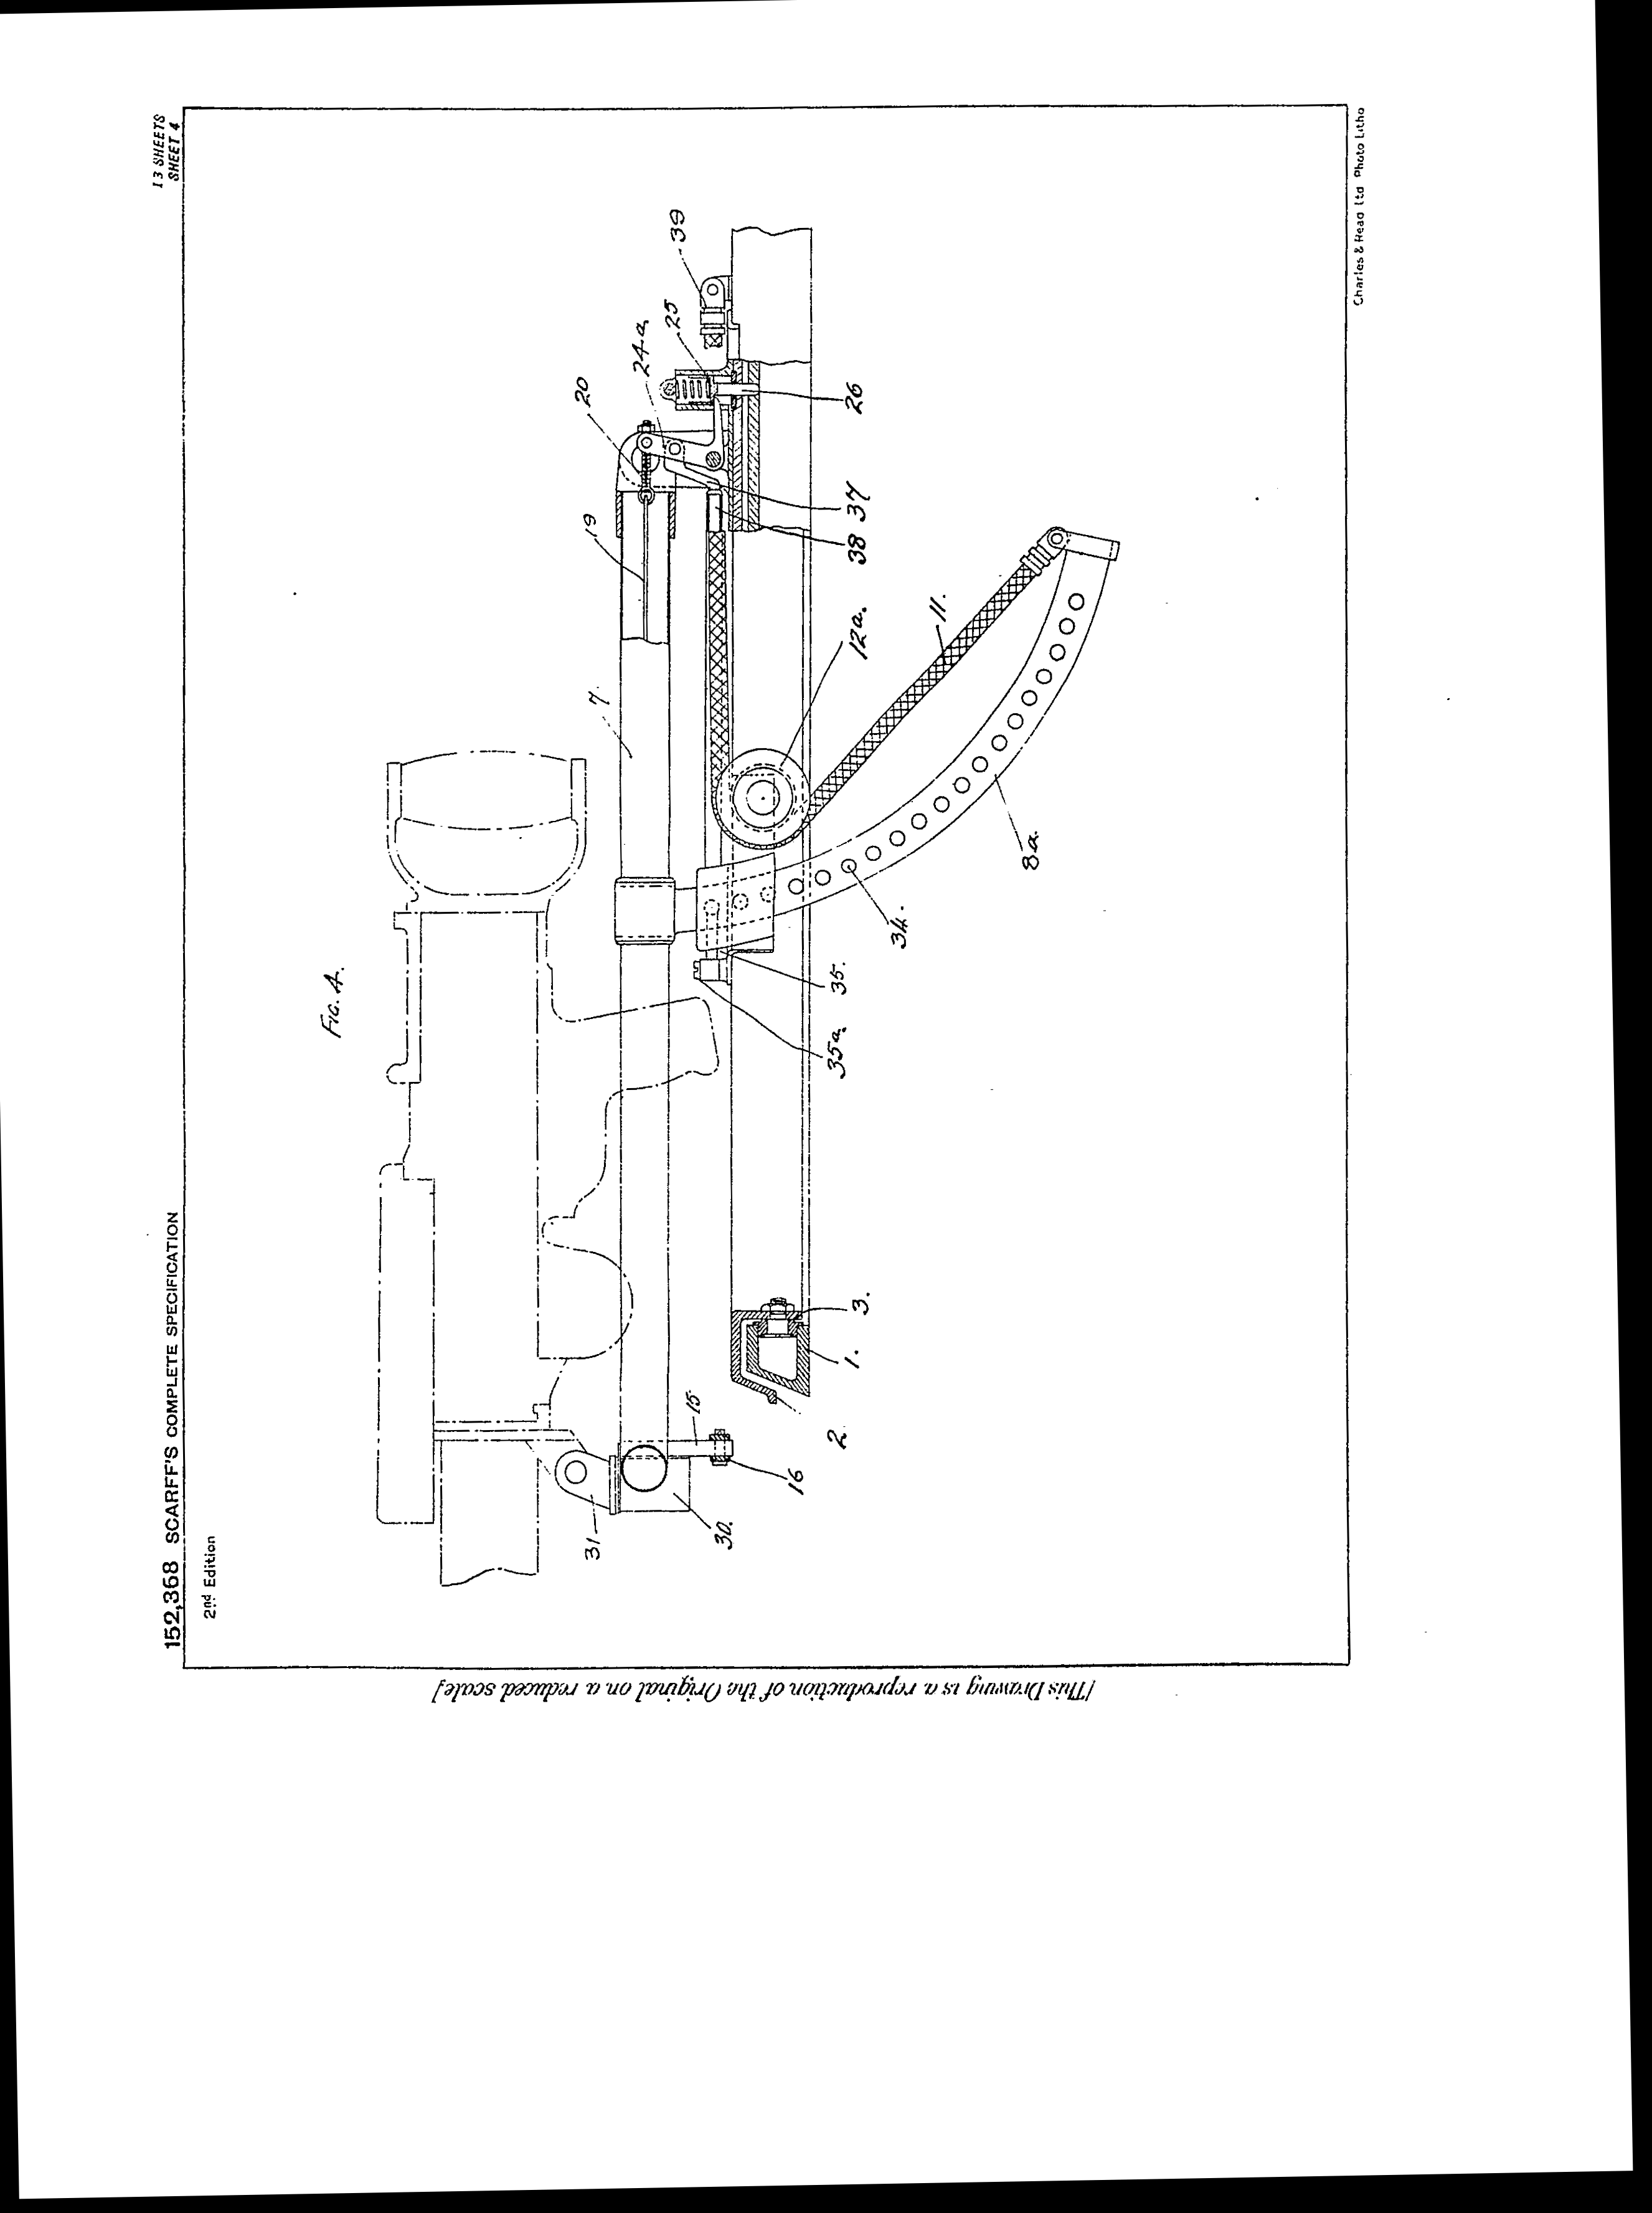 152,368 SCARFF'S COMPLETE SPECIFICATION
13 SHEETS
SHEET 4
2nd Edition
FIG. 4.
31
30.
15
16
2
1.
3.
7.
35a.
35.
34.
8a.
12a.
11.
19
20
24a.
25
39
38
37
26
Charles & Read Ltd Photo Litho
[This Drawing is a reproduction of the Original on a reduced scale]